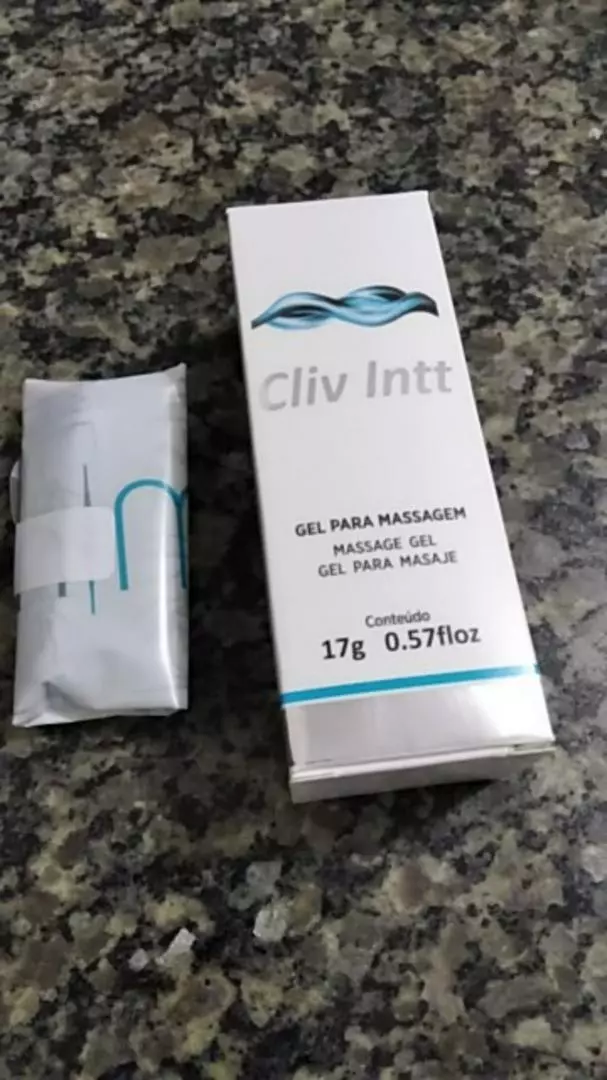 Cliv Intt
GEL PARA MASSAGEM
MASSAGE GEL
GEL PARA MASAJE
Conteúdo
17g 0.57floz